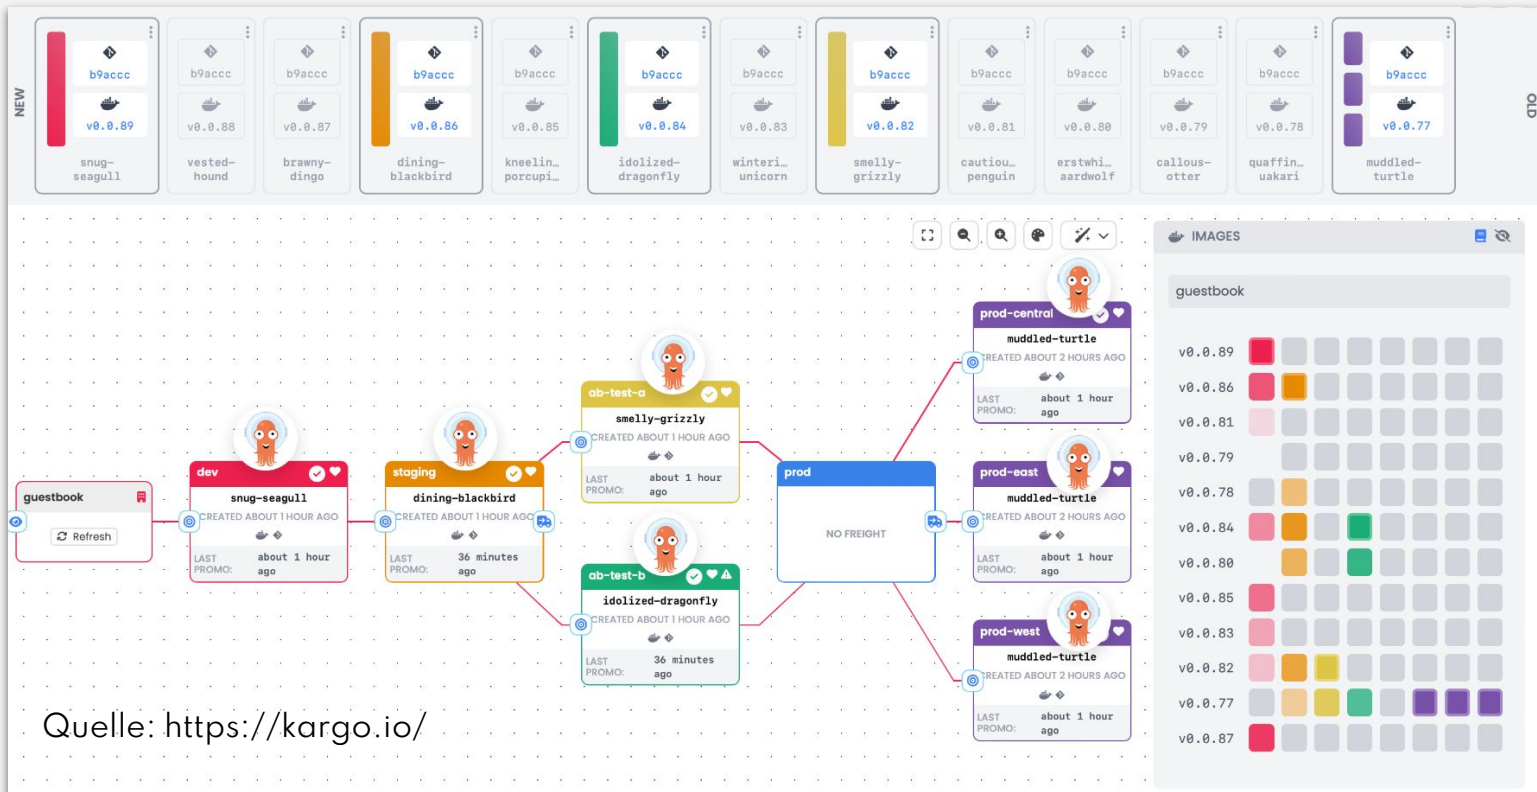 NEW
b9accc
v0.0.89
snug-
seagull
b9accc
v0.0.88
vested-
hound
b9accc
v0.0.87
brawny-
dingo
b9accc
v0.0.86
dining-
blackbird
b9accc
v0.0.85
kneelin…
porcupi…
b9accc
v0.0.84
idolized-
dragonfly
b9accc
v0.0.83
winteri…
unicorn
b9accc
v0.0.82
smelly-
grizzly
b9accc
v0.0.81
cautiou…
penguin
b9accc
v0.0.80
erstwhi…
aardwolf
b9accc
v0.0.79
callous-
otter
b9accc
v0.0.78
quaffin…
uakari
b9accc
v0.0.77
muddled-
turtle
OLD
guestbook
Refresh
dev
snug-seagull
CREATED ABOUT 1 HOUR AGO
LAST PROMO:
about 1 hour
ago
staging
dining-blackbird
CREATED ABOUT 1 HOUR AGO
LAST PROMO:
36 minutes
ago
ab-test-a
smelly-grizzly
CREATED ABOUT 1 HOUR AGO
LAST PROMO:
about 1 hour
ago
ab-test-b
idolized-dragonfly
CREATED ABOUT 1 HOUR AGO
LAST PROMO:
36 minutes
ago
prod
NO FREIGHT
prod-central
muddled-turtle
CREATED ABOUT 2 HOURS AGO
LAST PROMO:
about 1 hour
ago
prod-east
muddled-turtle
CREATED ABOUT 2 HOURS AGO
LAST PROMO:
about 1 hour
ago
prod-west
muddled-turtle
CREATED ABOUT 2 HOURS AGO
LAST PROMO:
about 1 hour
ago
IMAGES
guestbook
v0.0.89
v0.0.86
v0.0.81
v0.0.79
v0.0.78
v0.0.84
v0.0.80
v0.0.85
v0.0.83
v0.0.82
v0.0.77
v0.0.87
Quelle: https://kargo.io/